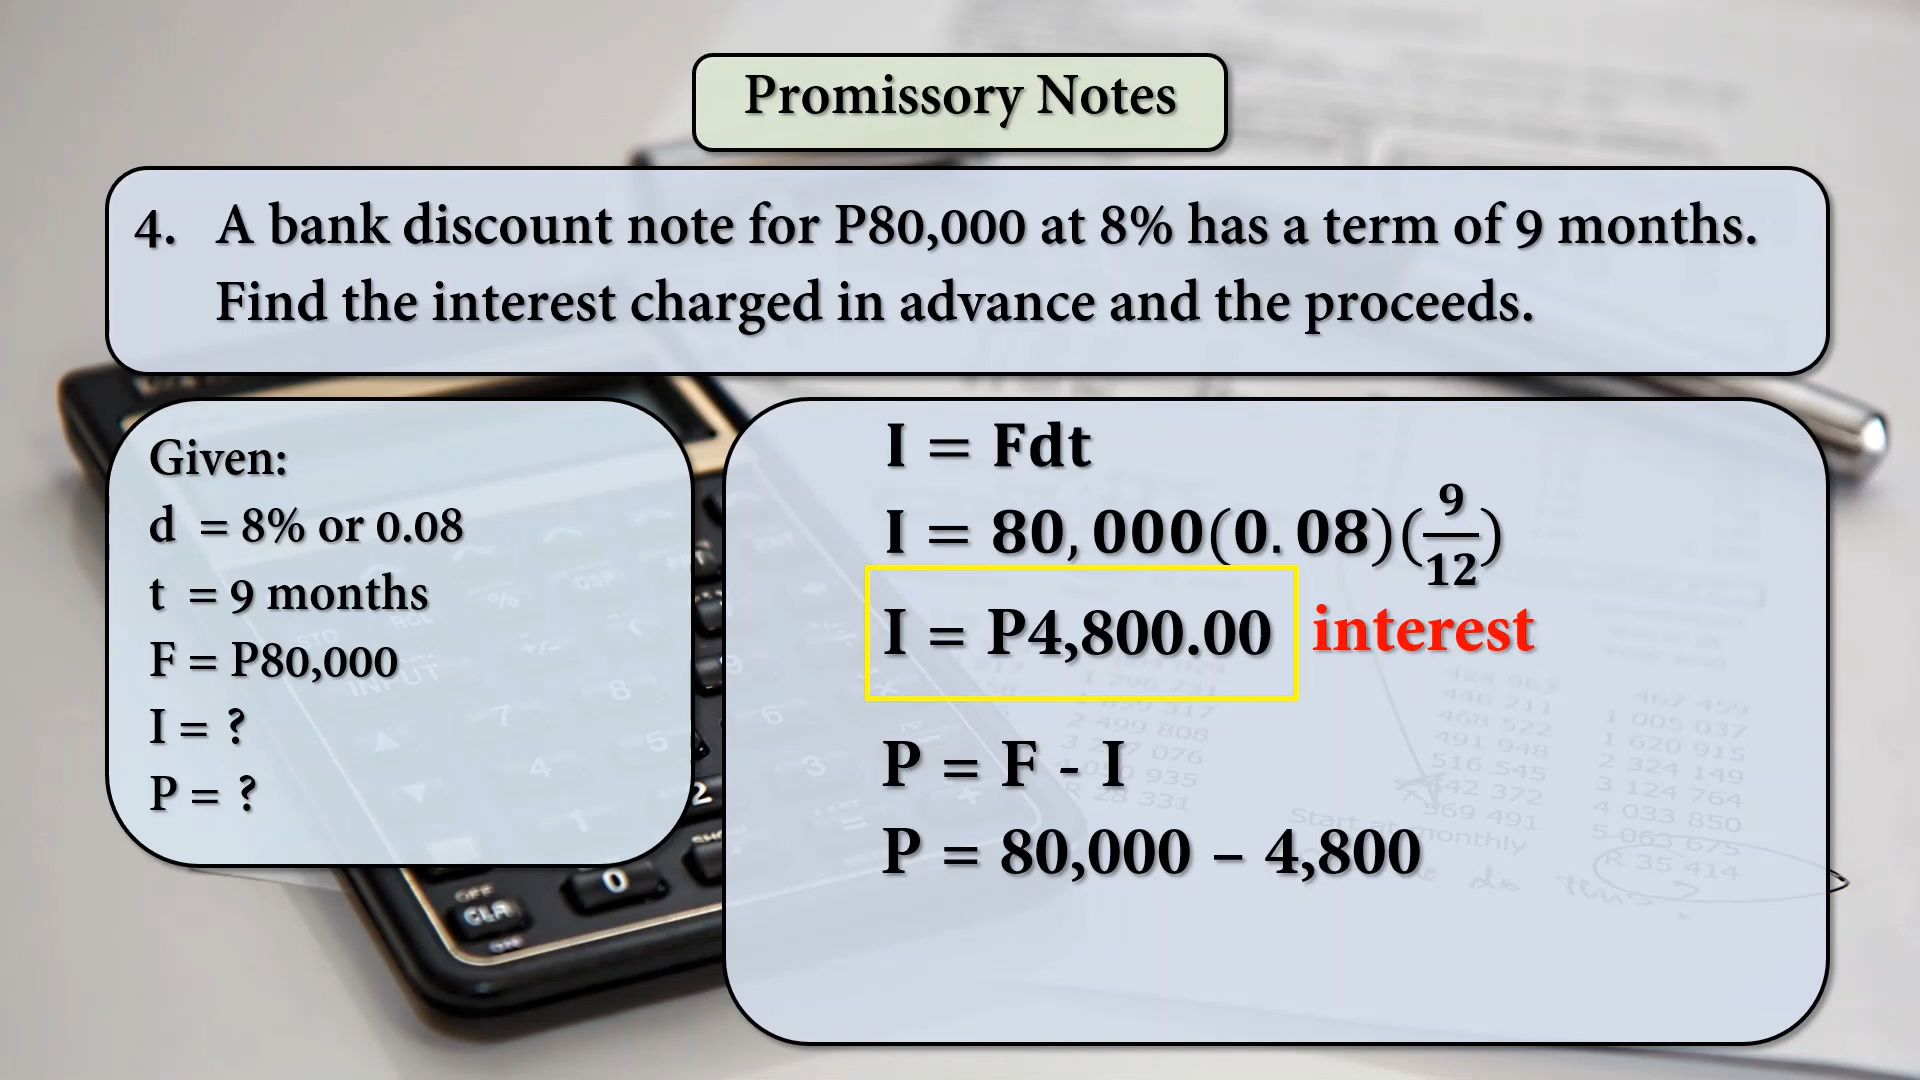 Promissory Notes
4. A bank discount note for P80,000 at 8% has a term of 9 months.
Find the interest charged in advance and the proceeds.
Given:
d = 8% or 0.08
t = 9 months
F = P80,000
I = ?
P = ?
I = Fdt
I = 80,000(0.08)(9/12)
I = P4,800.00 interest
P = F - I
P = 80,000 – 4,800